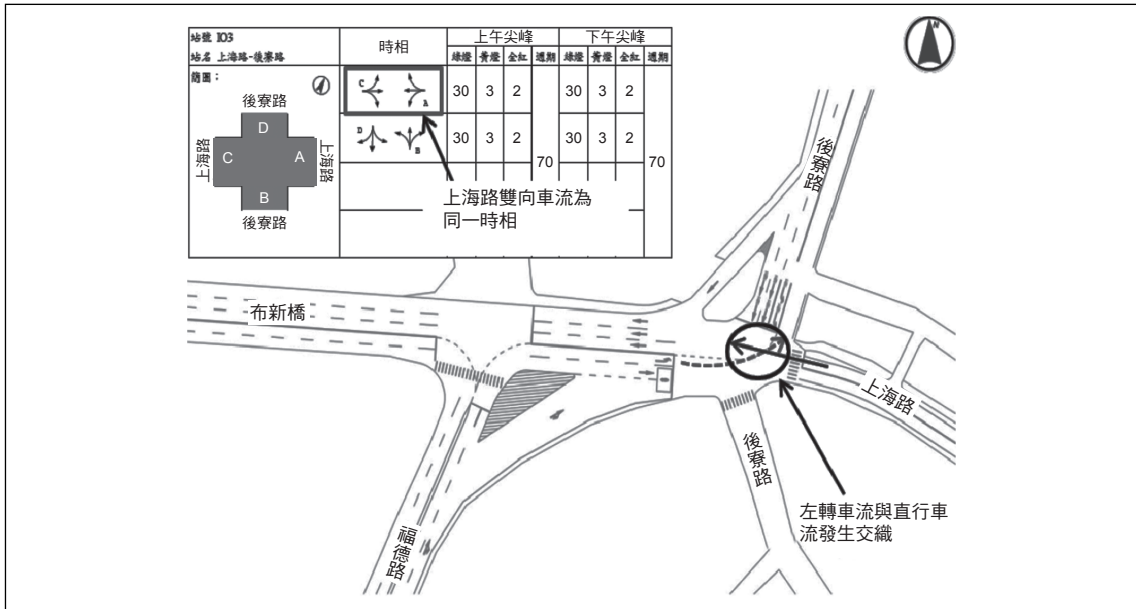 站號 I03
站名 上海路-後寮路
時相
上午尖峰
下午尖峰
綠燈 黃燈 全紅 週期 綠燈 黃燈 全紅 週期
簡圖：
後寮路
D
上海路
C
A
上海路
B
後寮路
C
A
30 3 2 30 3 2
D
B
30 3 2 30 3 2
70 70
上海路雙向車流為
同一時相
後寮路
布新橋
上海路
後寮路
福德路
左轉車流與直行車
流發生交織